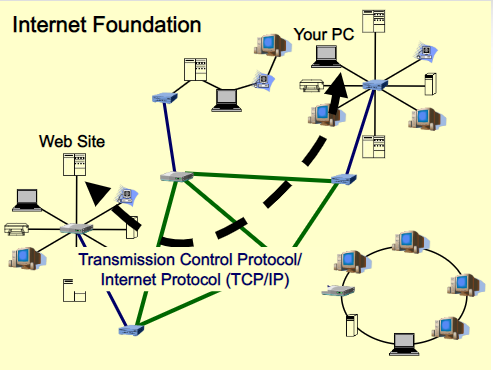 Internet Foundation
Your PC
Web Site
Transmission Control Protocol/
Internet Protocol (TCP/IP)